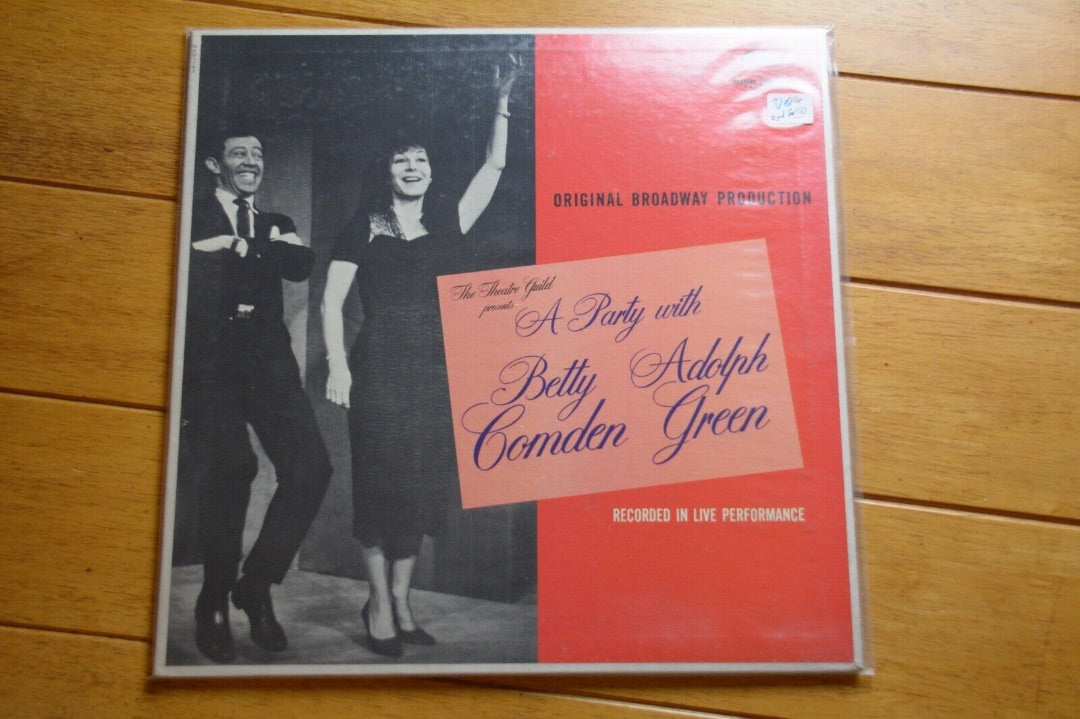 ORIGINAL BROADWAY PRODUCTION
The Theatre Guild
presents
A Party with
Betty Adolph
Comden Green
RECORDED IN LIVE PERFORMANCE